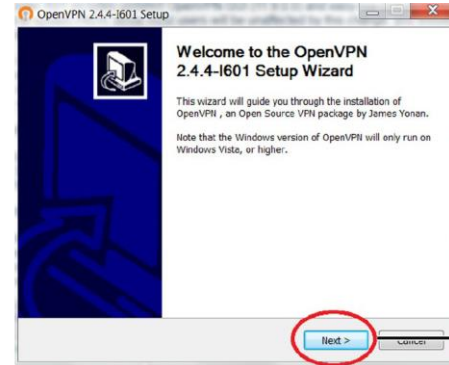 OpenVPN 2.4.4-I601 Setup
Welcome to the OpenVPN
2.4.4-I601 Setup Wizard
This wizard will guide you through the installation of
OpenVPN , an Open Source VPN package by James Yonan.
Note that the Windows version of OpenVPN will only run on
Windows Vista, or higher.
Next > Cancel